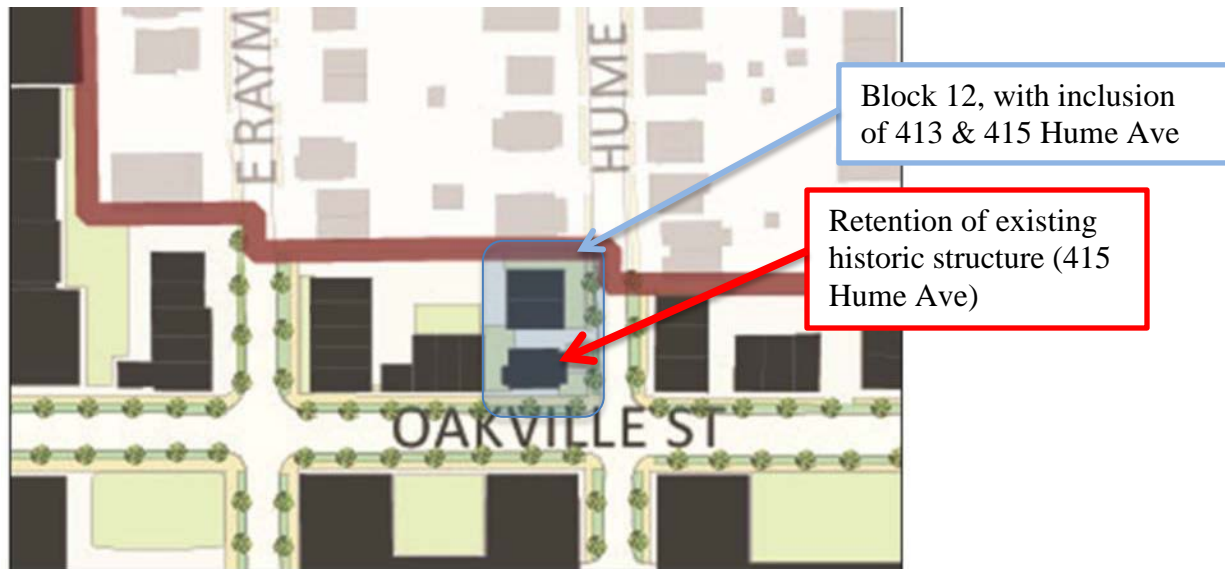 E RAYM
HUME
Block 12, with inclusion
of 413 & 415 Hume Ave
Retention of existing
historic structure (415
Hume Ave)
OAKVILLE ST